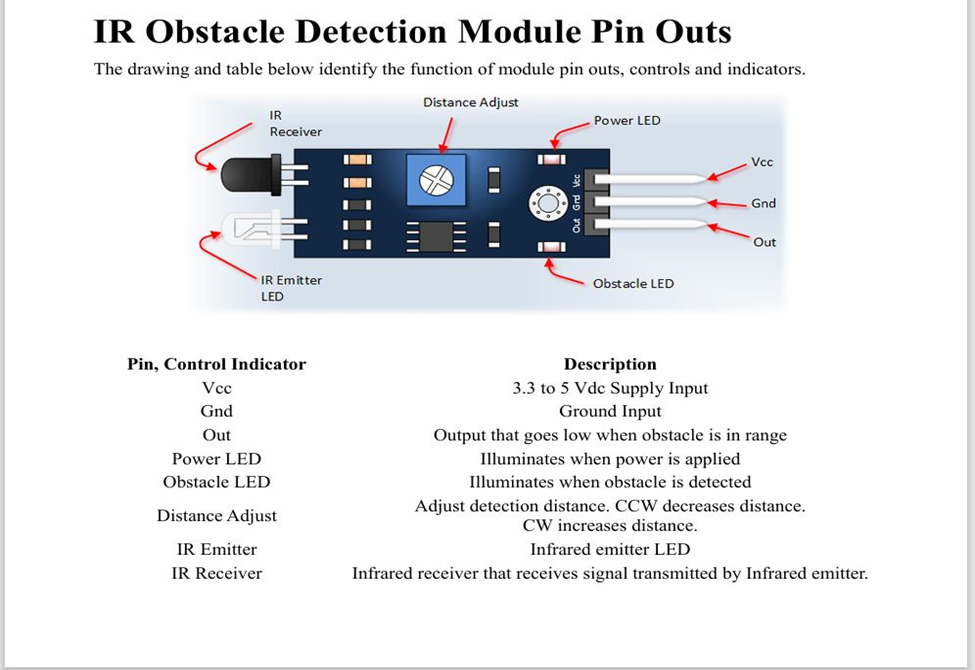 IR Obstacle Detection Module Pin Outs
The drawing and table below identify the function of module pin outs, controls and indicators.
Distance Adjust
IR
Receiver
Power LED
Vcc
Vcc
Gnd
Gnd
Out
Out
IR Emitter
LED
Obstacle LED
Pin, Control Indicator Description
Vcc 3.3 to 5 Vdc Supply Input
Gnd Ground Input
Out Output that goes low when obstacle is in range
Power LED Illuminates when power is applied
Obstacle LED Illuminates when obstacle is detected
Distance Adjust Adjust detection distance. CCW decreases distance.
CW increases distance.
IR Emitter Infrared emitter LED
IR Receiver Infrared receiver that receives signal transmitted by Infrared emitter.